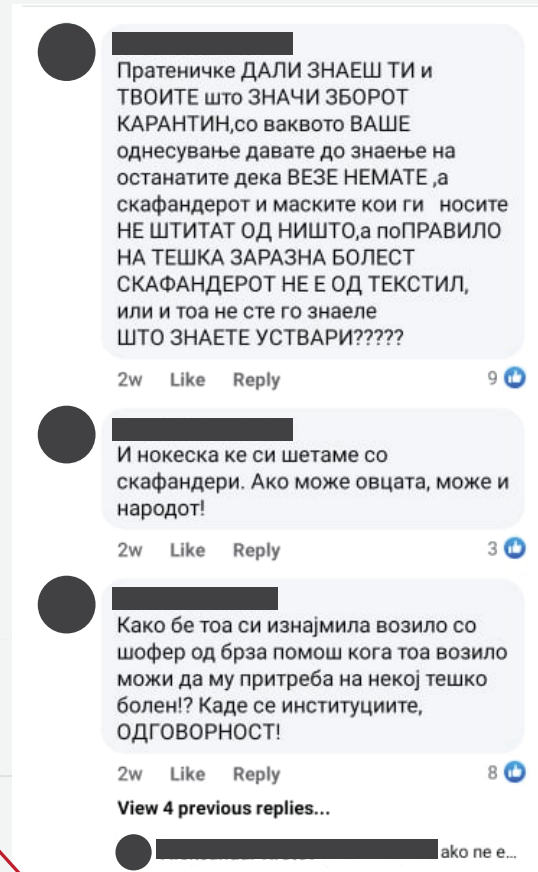 Пратеничке ДАЛИ ЗНАЕШ ТИ и
ТВОИТЕ што ЗНАЧИ ЗБОРОТ
КАРАНТИН,со ваквото ВАШЕ
однесување давате до знаење на
останатите дека ВЕЗЕ НЕМАТЕ ,а
скафандерот и маските кои ги носите
НЕ ШТИТАТ ОД НИШТО,а поПРАВИЛО
НА ТЕШКА ЗАРАЗНА БОЛЕСТ
СКАФАНДЕРОТ НЕ Е ОД ТЕКСТИЛ,
или и тоа не сте го знаеле
ШТО ЗНАЕТЕ УСТВАРИ?????
2w Like Reply 9
И нокеска ке си шетаме со
скафандери. Ако може овцата, може и
народот!
2w Like Reply 3
Како бе тоа си изнајмила возило со
шофер од брза помош кога тоа возило
можи да му притреба на некој тешко
болен!? Каде се институциите,
ОДГОВОРНОСТ!
2w Like Reply 8
View 4 previous replies...
ako ne e...